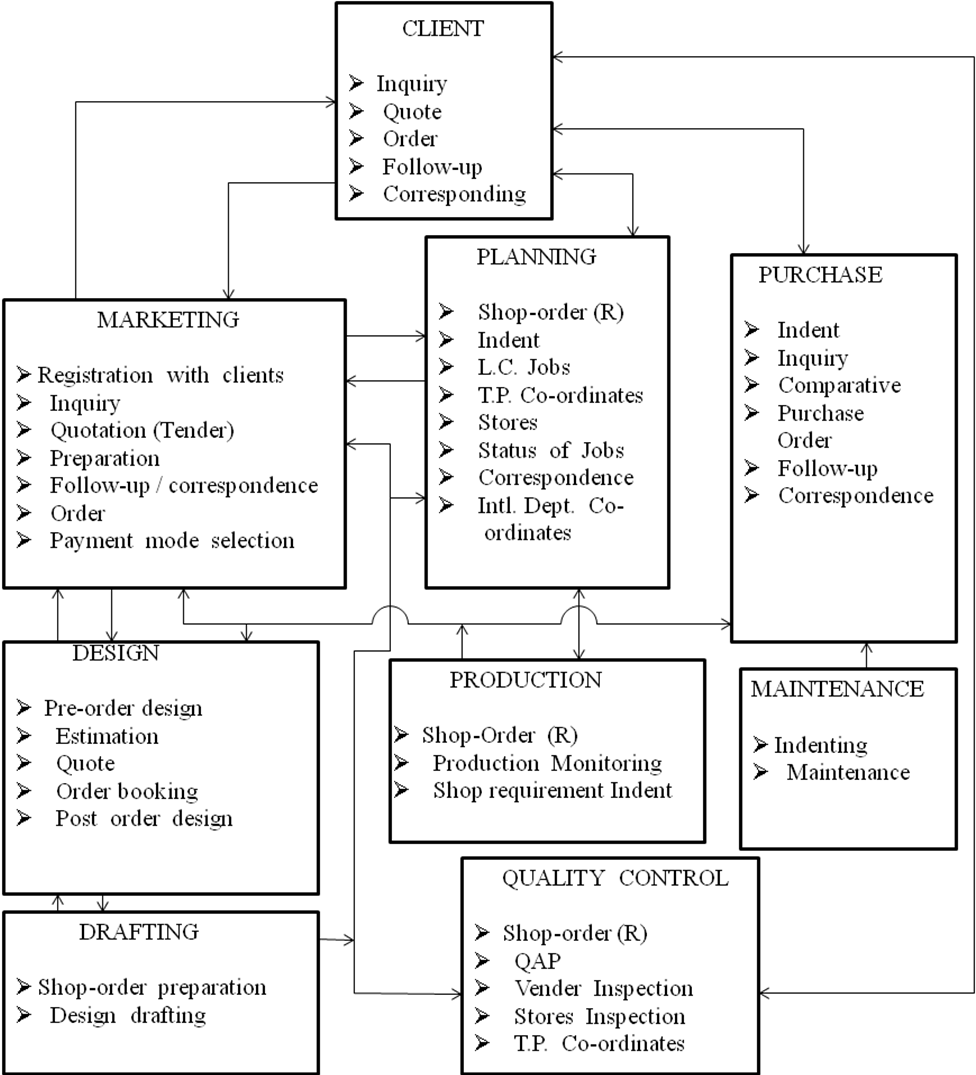 CLIENT
➢ Inquiry
➢ Quote
➢ Order
➢ Follow-up
➢ Corresponding
PLANNING
➢ Shop-order (R)
➢ Indent
➢ L.C. Jobs
➢ T.P. Co-ordinates
➢ Stores
➢ Status of Jobs
➢ Correspondence
➢ Intl. Dept. Co-
ordinates
PURCHASE
➢ Indent
➢ Inquiry
➢ Comparative
➢ Purchase
Order
➢ Follow-up
➢ Correspondence
MARKETING
➢ Registration with clients
➢ Inquiry
➢ Quotation (Tender)
➢ Preparation
➢ Follow-up / correspondence
➢ Order
➢ Payment mode selection
DESIGN
➢ Pre-order design
➢ Estimation
➢ Quote
➢ Order booking
➢ Post order design
PRODUCTION
➢ Shop-Order (R)
➢ Production Monitoring
➢ Shop requirement Indent
MAINTENANCE
➢ Indenting
➢ Maintenance
DRAFTING
➢ Shop-order preparation
➢ Design drafting
QUALITY CONTROL
➢ Shop-order (R)
➢ QAP
➢ Vender Inspection
➢ Stores Inspection
➢ T.P. Co-ordinates